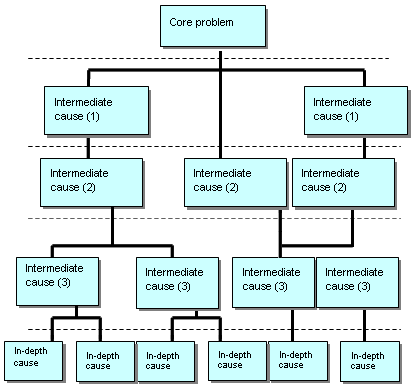 Core problem
Intermediate
cause (1)
Intermediate
cause (1)
Intermediate
cause (2)
Intermediate
cause (2)
Intermediate
cause (2)
Intermediate
cause (3)
Intermediate
cause (3)
Intermediate
cause (3)
Intermediate
cause (3)
In-depth
cause
In-depth
cause
In-depth
cause
In-depth
cause
In-depth
cause
In-depth
cause